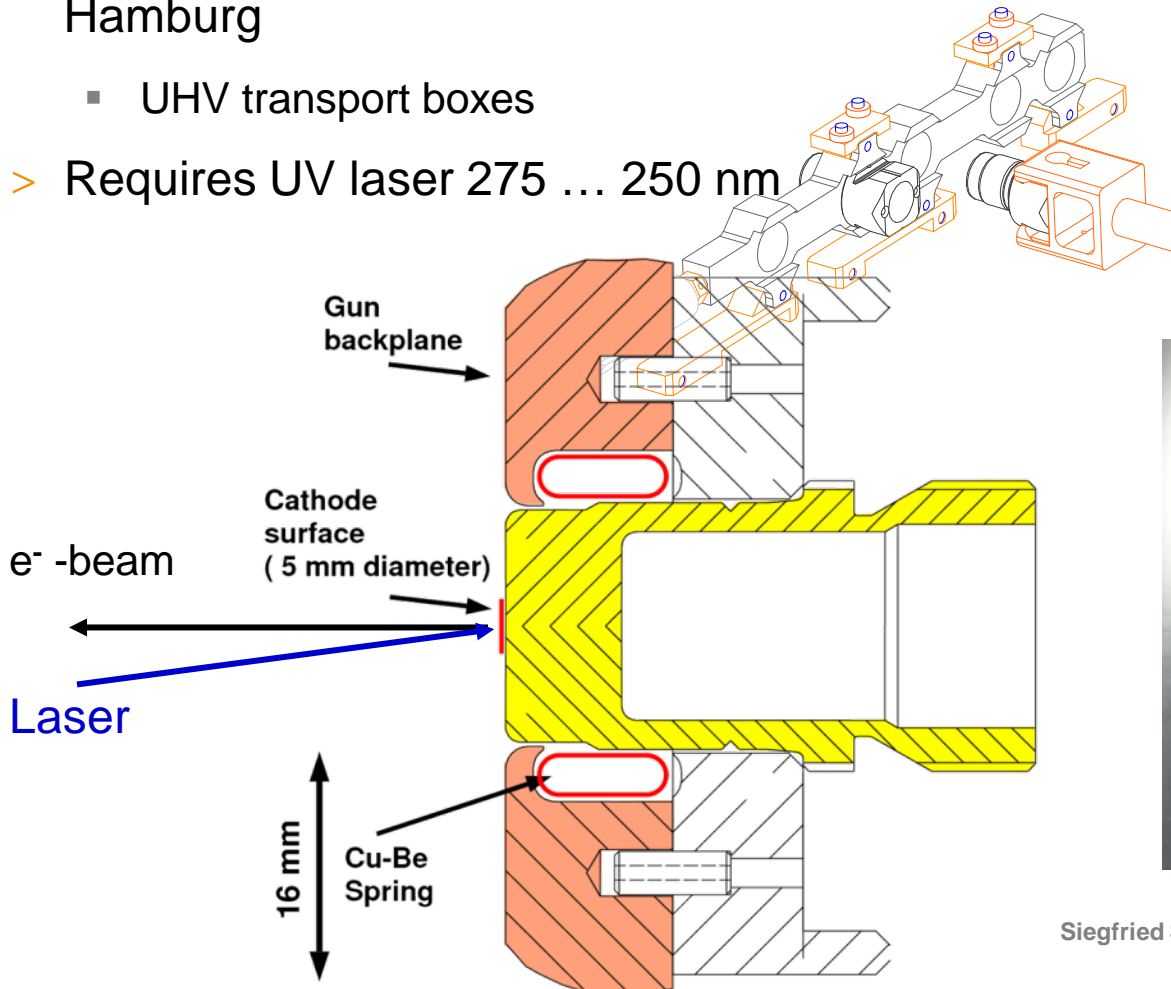 Hamburg
▪ UHV transport boxes
> Requires UV laser 275 … 250 nm
Gun
backplane
Cathode
surface
( 5 mm diameter)
e- -beam
Laser
16 mm
Cu-Be
Spring
Siegfried